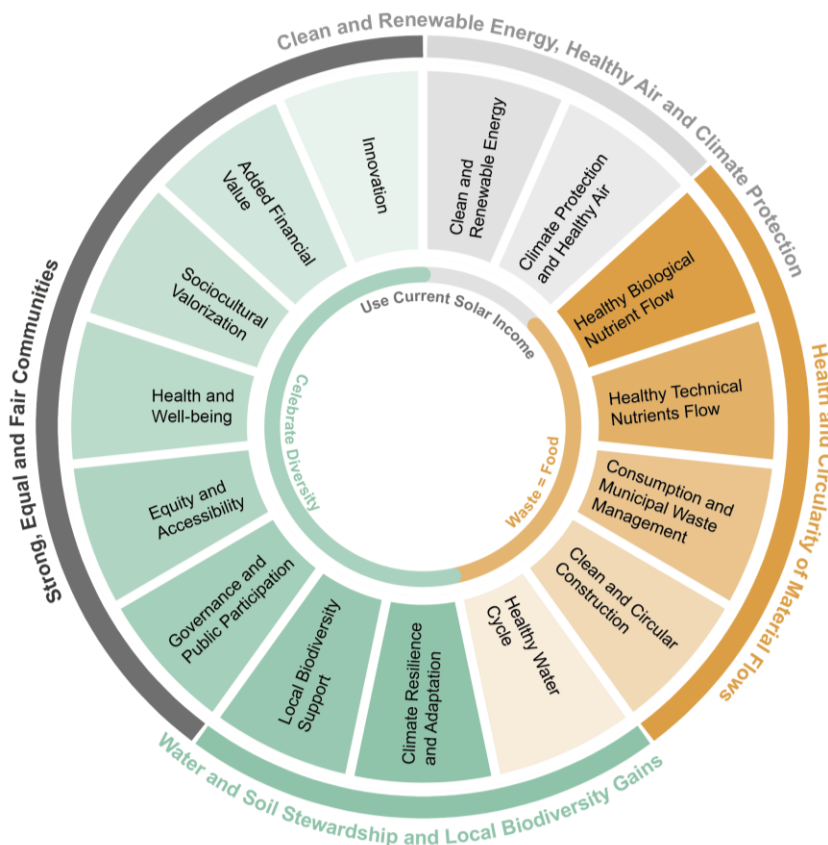 Clean and Renewable Energy, Healthy Air and Climate Protection
Health and Circularity of Material Flows
Water and Soil Stewardship and Local Biodiversity Gains
Strong, Equal and Fair Communities
Clean and
Renewable Energy
Climate Protection
and Healthy Air
Healthy Biological
Nutrient Flow
Healthy Technical
Nutrients Flow
Consumption and
Municipal Waste
Management
Clean and Circular
Construction
Healthy Water
Cycle
Climate Resilience
and Adaptation
Local Biodiversity
Support
Governance and
Public Participation
Equity and
Accessibility
Health and
Well-being
Sociocultural
Valorization
Added Financial
Value
Innovation
Use Current Solar Income
Waste = Food
Celebrate Diversity